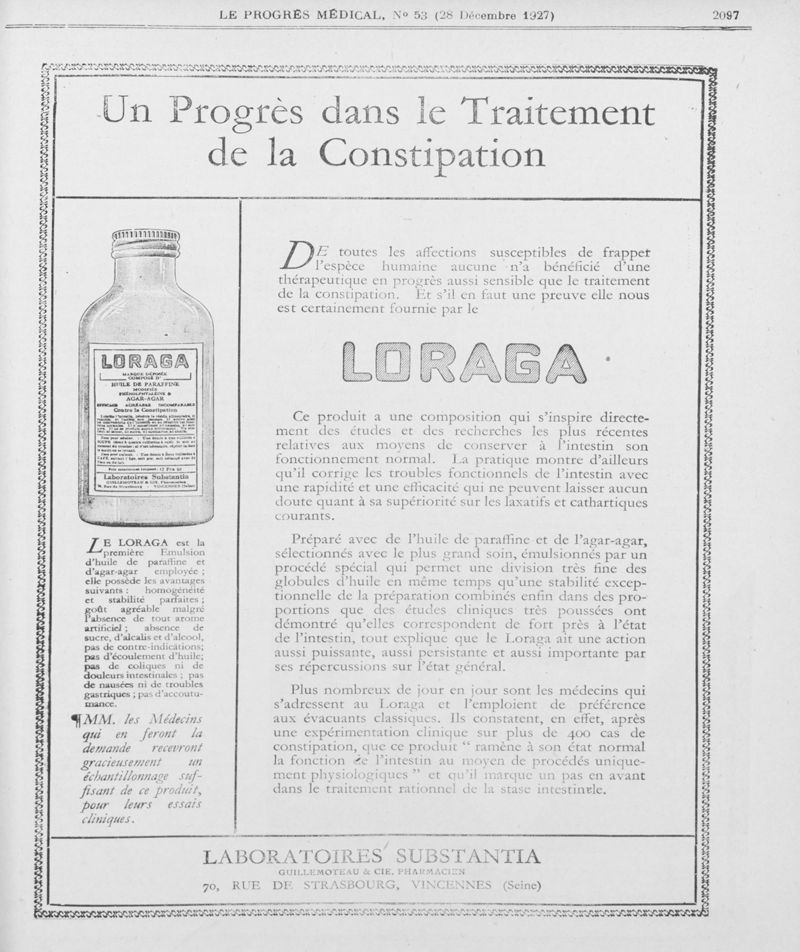 LE PROGRÈS MÉDICAL, No 53 (28 Décembre 1927) 2097
Un Progrès dans le Traitement
de la Constipation
LORAGA
MARQUE DÉPOSÉE
COMPOSÉ D'
HUILE DE PARAFFINE
MODIFIÉE
PHÉNOLPHTALÉINE &
AGAR-AGAR
EFFICACE AGRÉABLE INCOMPARABLE
Contre la Constipation
Laboratoires Substantia
GUILLEMOTEAU & CIE. Pharmacien
LE LORAGA est la
première Emulsion
d'huile de paraffine et
d'agar-agar employée ;
elle possède les avantages
suivants : homogénéité
et stabilité parfaites ;
goût agréable malgré
l'absence de tout arome
artificiel ; absence de
sucre, d'alcalis et d'alcool,
pas de contre-indications;
pas d'écoulement d'huile;
pas de coliques ni de
douleurs intestinales ; pas
de nausées ni de troubles
gastriques ; pas d'accoutu-
mance.
¶MM. les Médecins
qui en feront la
demande recevront
gracieusement un
échantillonnage suf-
fisant de ce produit,
pour leurs essais
cliniques.
DE toutes les affections susceptibles de frapper
l'espèce humaine aucune n'a bénéficié d'une
thérapeutique en progrès aussi sensible que le traitement
de la constipation. Et s'il en faut une preuve elle nous
est certainement fournie par le
LORAGA
Ce produit a une composition qui s'inspire directe-
ment des études et des recherches les plus récentes
relatives aux moyens de conserver à l'intestin son
fonctionnement normal. La pratique montre d'ailleurs
qu'il corrige les troubles fonctionnels de l'intestin avec
une rapidité et une efficacité qui ne peuvent laisser aucun
doute quant à sa supériorité sur les laxatifs et cathartiques
courants.
Préparé avec de l'huile de paraffine et de l'agar-agar,
sélectionnés avec le plus grand soin, émulsionnés par un
procédé spécial qui permet une division très fine des
globules d'huile en même temps qu'une stabilité excep-
tionnelle de la préparation combinés enfin dans des pro-
portions que des études cliniques très poussées ont
démontré qu'elles correspondent de fort près à l'état
de l'intestin, tout explique que le Loraga ait une action
aussi puissante, aussi persistante et aussi importante par
ses répercussions sur l'état général.
Plus nombreux de jour en jour sont les médecins qui
s'adressent au Loraga et l'emploient de préférence
aux évacuants classiques. Ils constatent, en effet, après
une expérimentation clinique sur plus de 400 cas de
constipation, que ce produit " ramène à son état normal
la fonction de l'intestin au moyen de procédés unique-
ment physiologiques " et qu'il marque un pas en avant
dans le traitement rationnel de la stase intestinale.
LABORATOIRES SUBSTANTIA
GUILLEMOTEAU & CIE. PHARMACIEN
70, RUE DE STRASBOURG, VINCENNES (Seine)